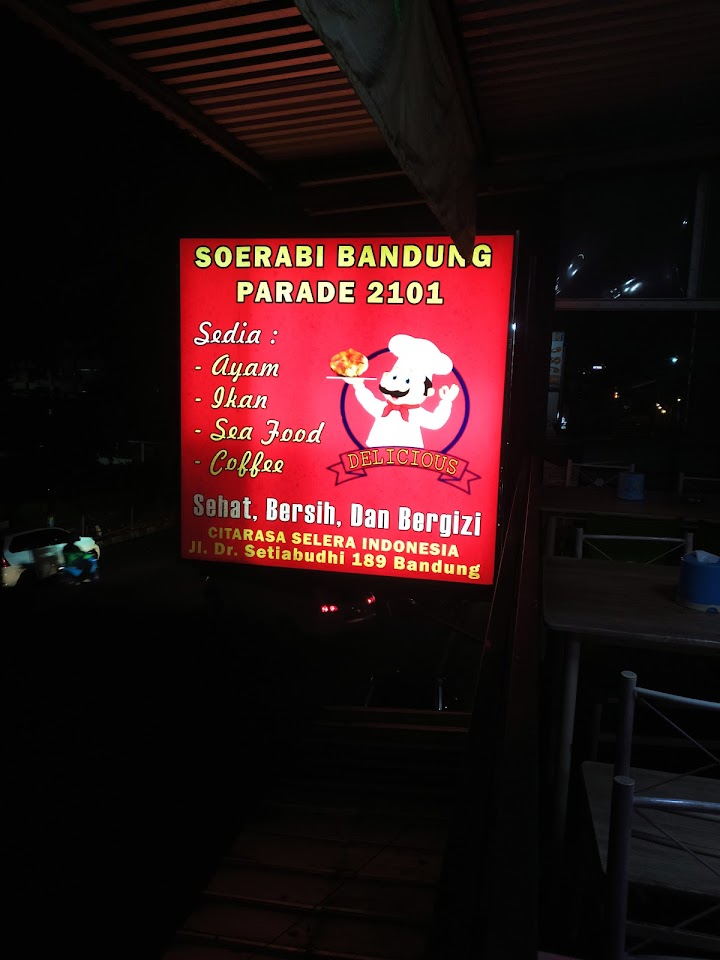 SOERABI BANDUNG
PARADE 2101
Sedia :
- Ayam
- Ikan
- Sea Food
- Coffee
DELICIOUS
Sehat, Bersih, Dan Bergizi
CITARASA SELERA INDONESIA
Jl. Dr. Setiabudhi 189 Bandung